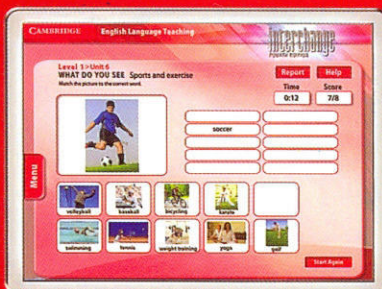 CAMBRIDGE English Language Teaching
interchange
FOURTH EDITION
Level 1>Unit 6
WHAT DO YOU SEE Sports and exercise
Match the picture to the correct word.
Report Help
Time Score
0:12 7/8
soccer
Menu
volleyball baseball bicycling karate
swimming tennis weight training yoga golf
Start Again